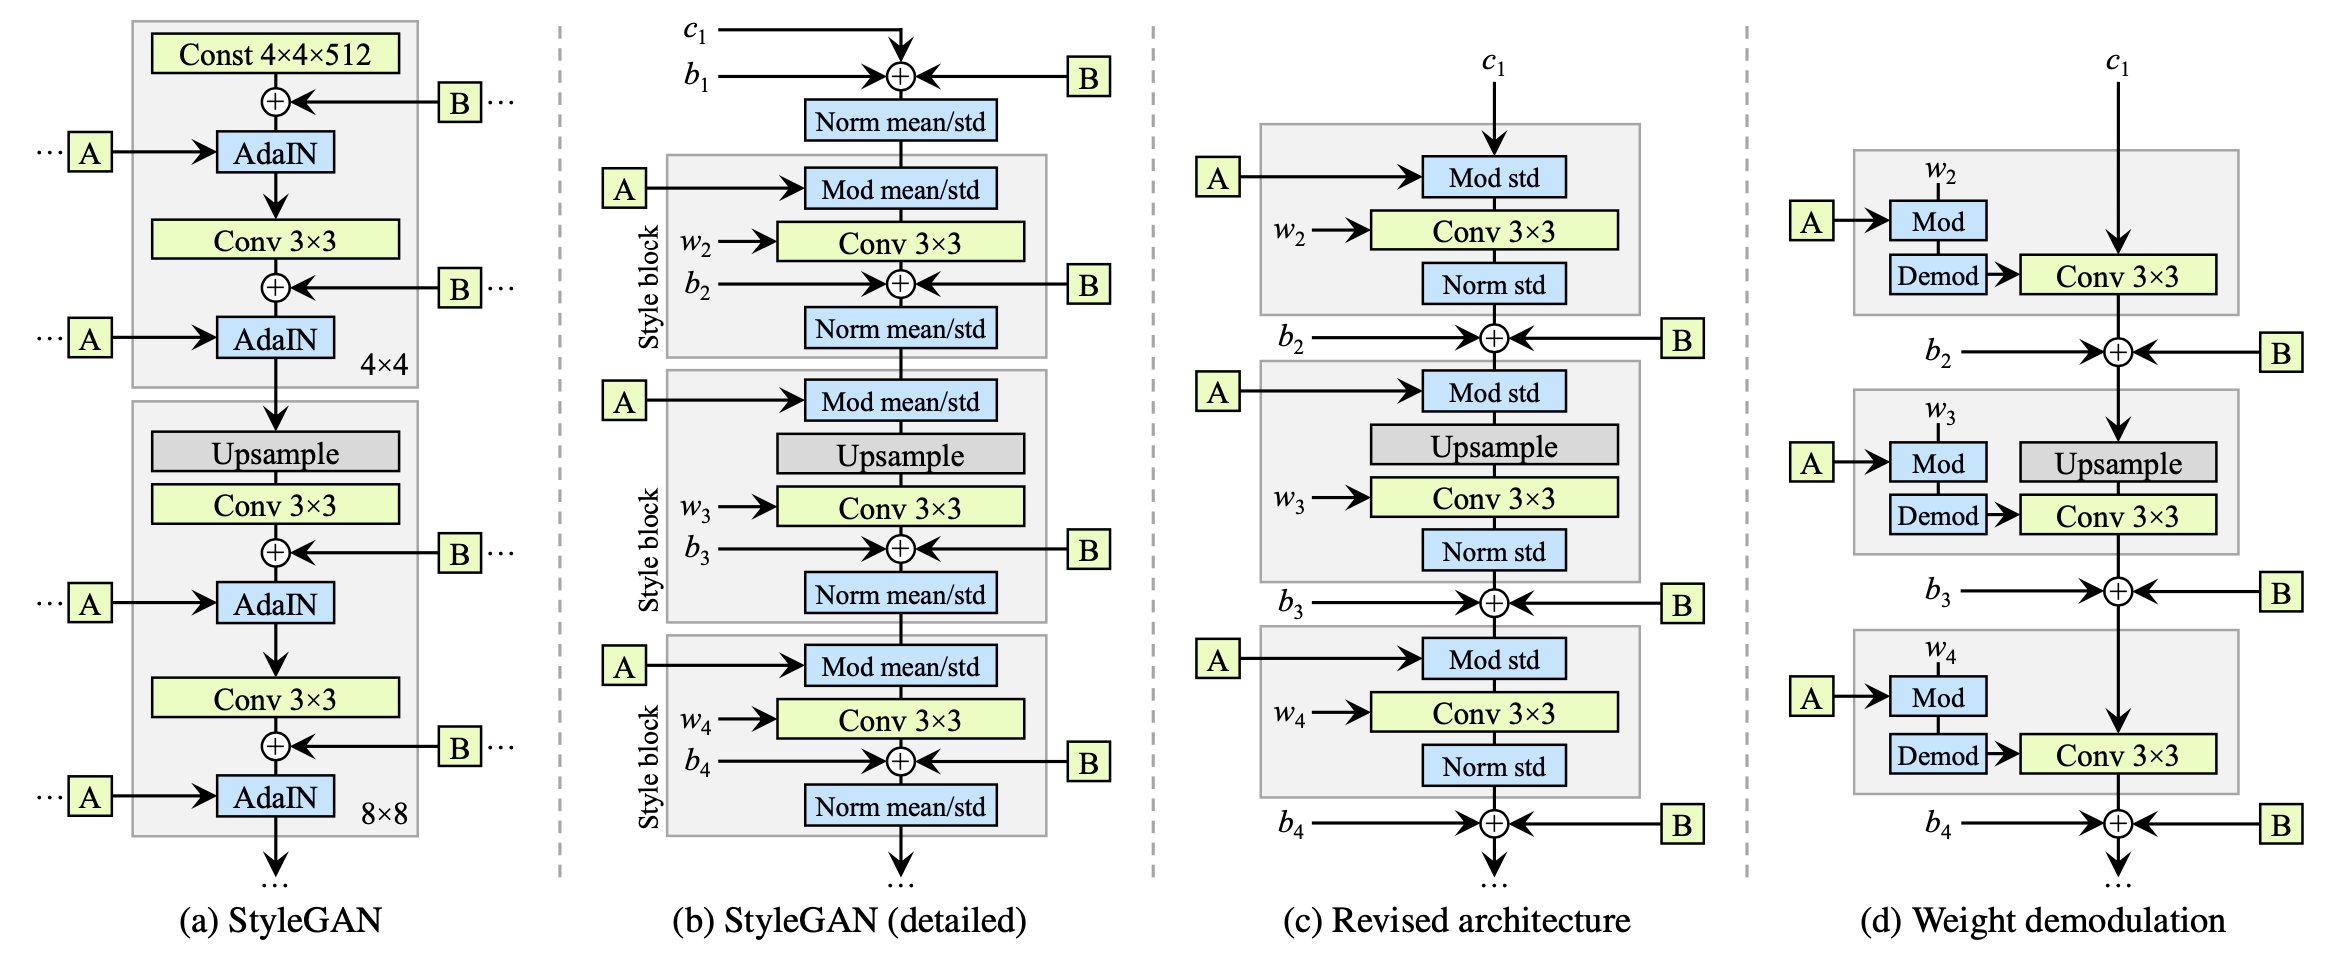 Const 4×4×512
+
B ...
... A
AdaIN
Conv 3×3
+
B ...
... A
AdaIN
4×4
Upsample
Conv 3×3
+
B ...
... A
AdaIN
Conv 3×3
+
B ...
... A
AdaIN
8×8
...
(a) StyleGAN
c₁
b₁
+
B
Norm mean/std
A
Mod mean/std
w₂
Conv 3×3
b₂
+
B
Norm mean/std
Style block
A
Mod mean/std
Upsample
w₃
Conv 3×3
b₃
+
B
Norm mean/std
Style block
A
Mod mean/std
w₄
Conv 3×3
b₄
+
B
Norm mean/std
Style block
...
(b) StyleGAN (detailed)
c₁
A
Mod std
w₂
Conv 3×3
Norm std
b₂
+
B
A
Mod std
Upsample
w₃
Conv 3×3
Norm std
b₃
+
B
A
Mod std
w₄
Conv 3×3
Norm std
b₄
+
B
...
(c) Revised architecture
c₁
w₂
A
Mod
Demod
Conv 3×3
b₂
+
B
w₃
A
Mod
Upsample
Demod
Conv 3×3
b₃
+
B
w₄
A
Mod
Demod
Conv 3×3
b₄
+
B
...
(d) Weight demodulation